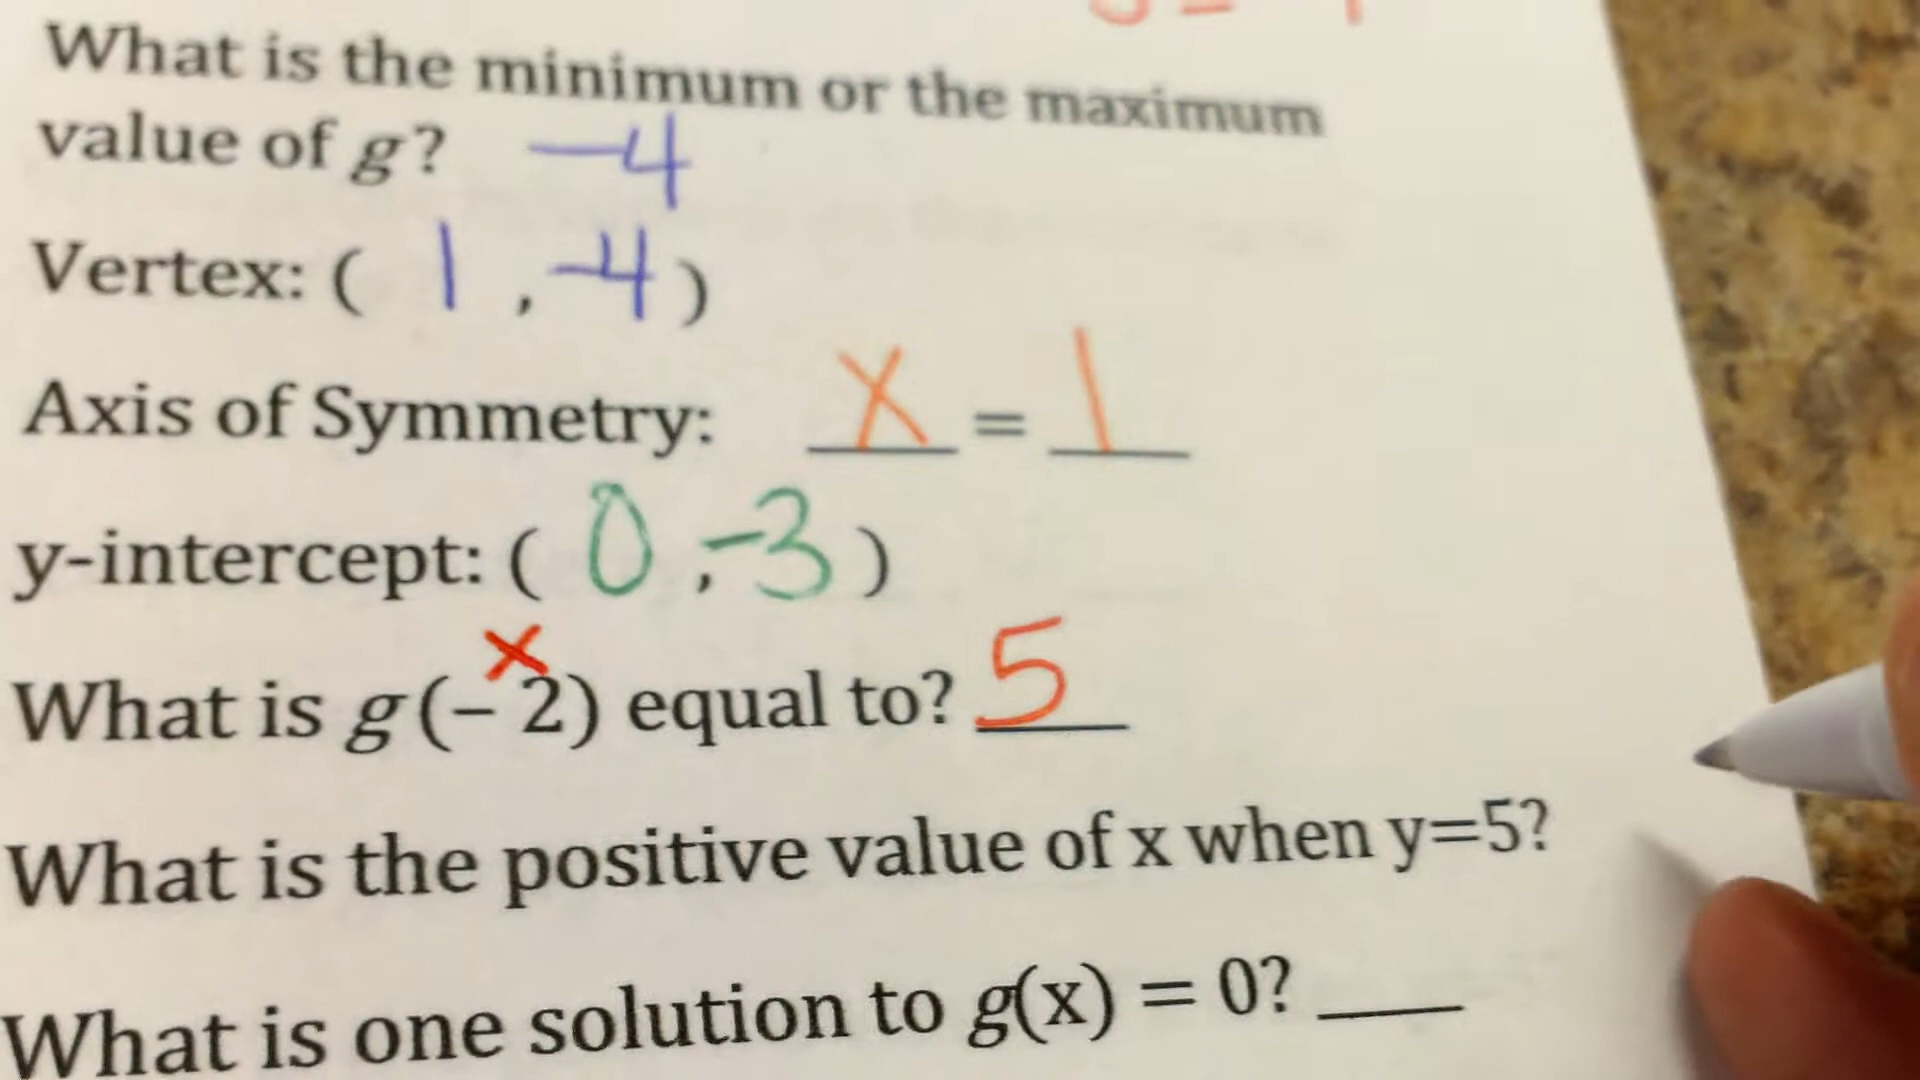 What is the minimum or the maximum
value of g? -4
Vertex: ( 1 , -4 )
Axis of Symmetry: x = 1
y-intercept: ( 0 , -3 )
x
What is g(- 2) equal to? 5
What is the positive value of x when y=5?
What is one solution to g(x) = 0? ___